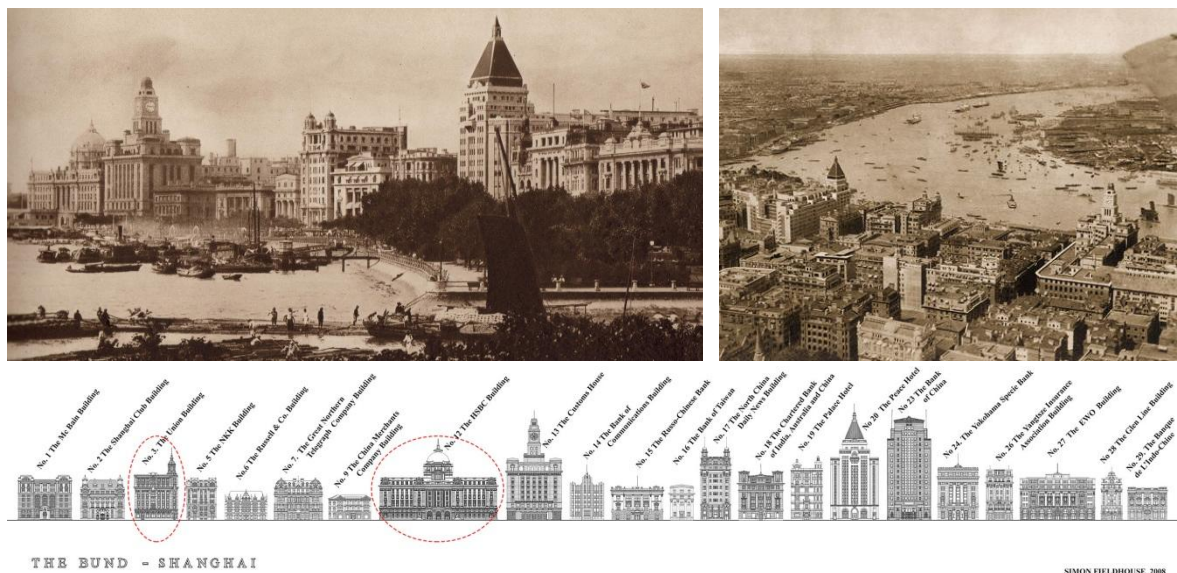 No. 1 The Mc Bain Building
No. 2 The Shanghai Club Building
No. 3. The Union Building
No. 5 The NKK Building
No.6 The Russell & Co. Building
No. 7. The Great Northern
Telegraph Company Building
No. 9 The China Merchants
Company Building
No. 12 The HSBC Building
No. 13 The Customs House
No. 14 The Bank of
Communications Building
No. 15 The Russo-Chinese Bank
No. 16 The Bank of Taiwan
No. 17 The North China
Daily News Building
No. 18 The Chartered Bank
of India, Australia and China
No. 19 The Palace Hotel
No 20 The Peace Hotel
No 23 The Bank
of China
No. 24, The Yokohama Specie Bank
No. 26 The Yangtsze Insurance
Association Building
No. 27 The EWO Building
No 28 The Glen Line Building
No. 29, The Banque
de L'Indo-Chine
THE BUND - SHANGHAI
SIMON FIELDHOUSE 2008